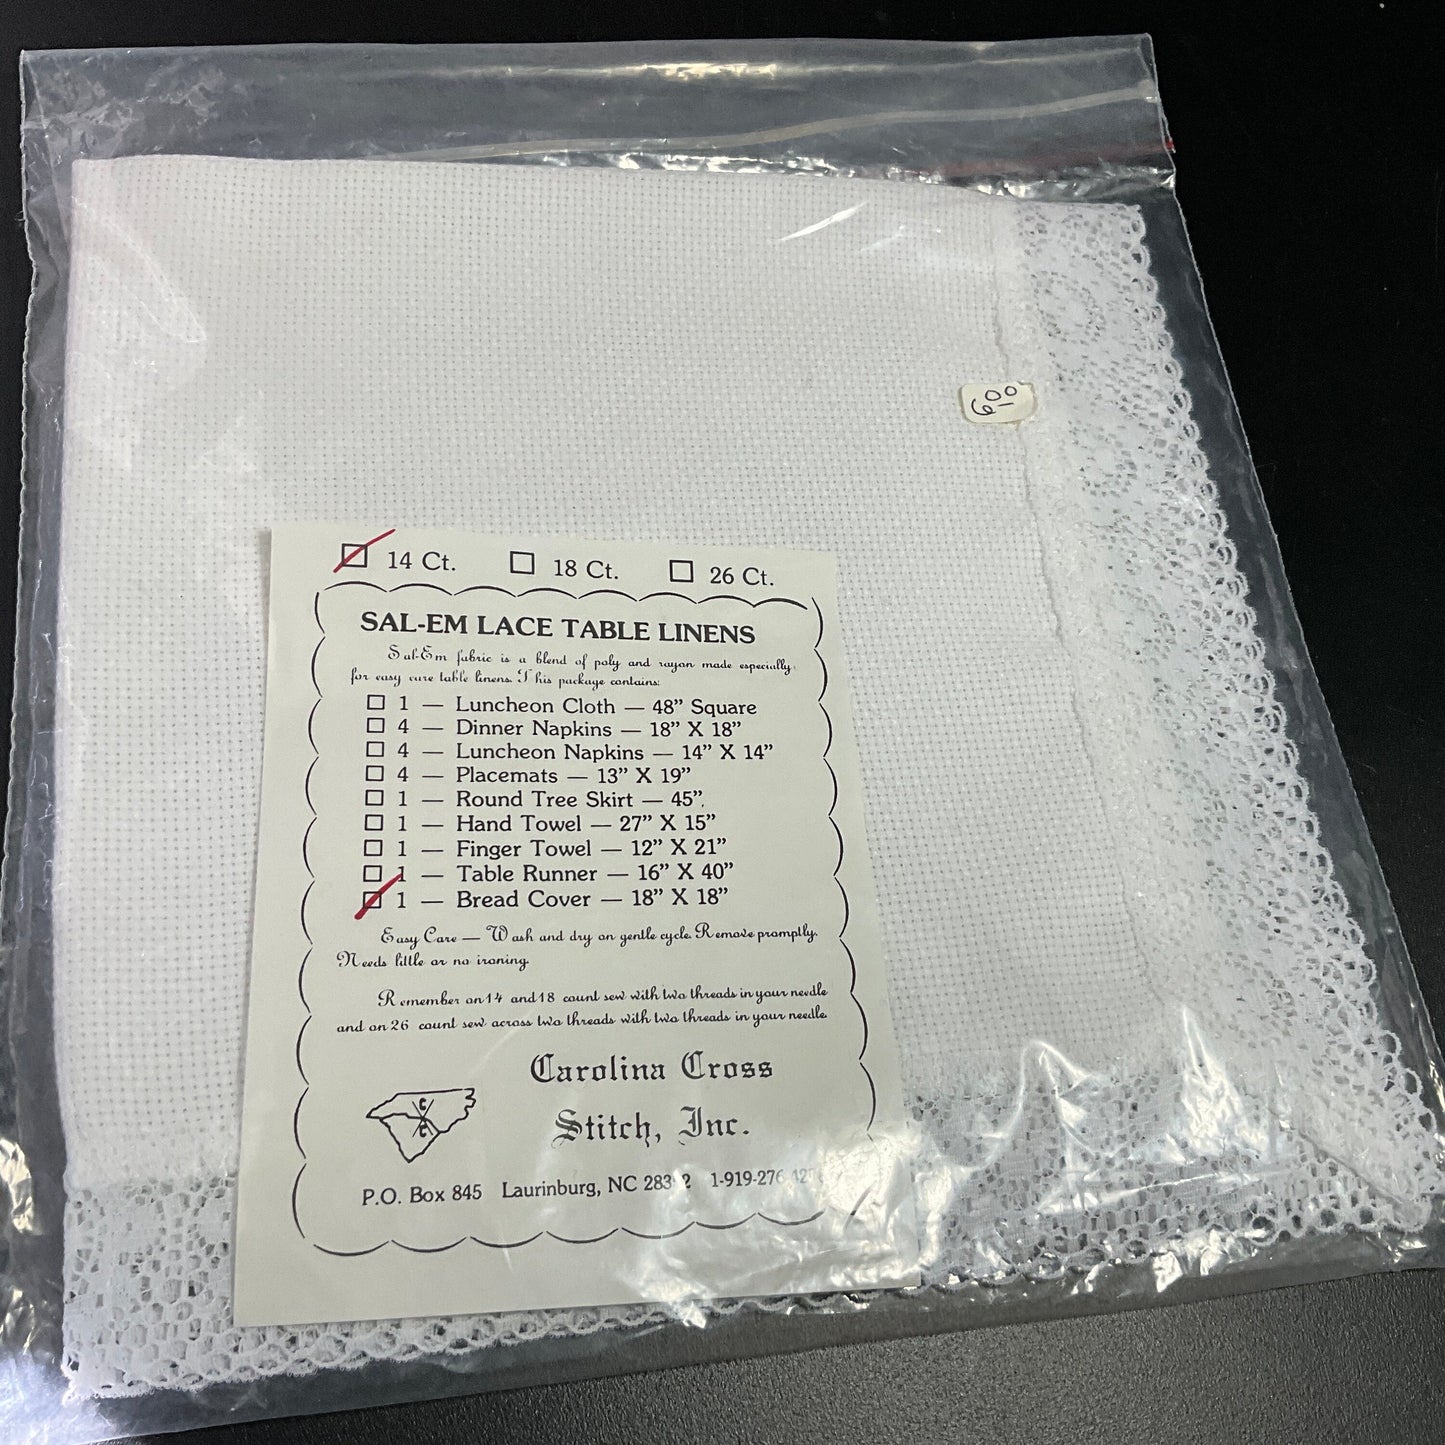 6.00
14 Ct. 18 Ct. 26 Ct.
SAL-EM LACE TABLE LINENS
Sal-Em fabric is a blend of poly and rayon made especially
for easy care table linens. This package contains:
1 — Luncheon Cloth — 48” Square
4 — Dinner Napkins — 18” X 18”
4 — Luncheon Napkins — 14” X 14”
4 — Placemats — 13” X 19”
1 — Round Tree Skirt — 45”
1 — Hand Towel — 27” X 15”
1 — Finger Towel — 12” X 21”
1 — Table Runner — 16” X 40”
1 — Bread Cover — 18” X 18”
Easy Care — Wash and dry on gentle cycle. Remove promptly.
Needs little or no ironing.
Remember on 14 and 18 count sew with two threads in your needle
and on 26 count sew across two threads with two threads in your needle.
Carolina Cross
Stitch, Inc.
C C
P.O. Box 845 Laurinburg, NC